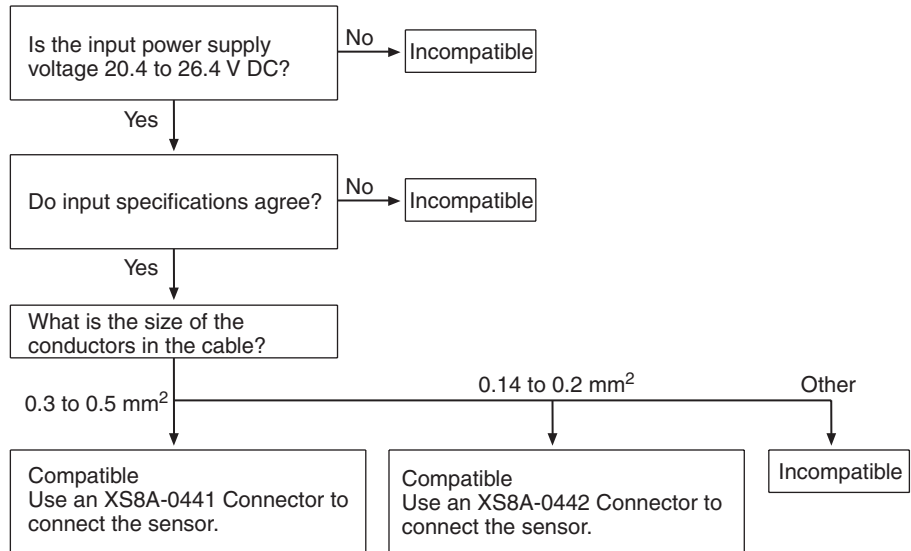 Is the input power supply
voltage 20.4 to 26.4 V DC?
No
Incompatible
Yes
Do input specifications agree?
No
Incompatible
Yes
What is the size of the
conductors in the cable?
0.3 to 0.5 mm²
0.14 to 0.2 mm²
Other
Compatible
Use an XS8A-0441 Connector to
connect the sensor.
Compatible
Use an XS8A-0442 Connector to
connect the sensor.
Incompatible